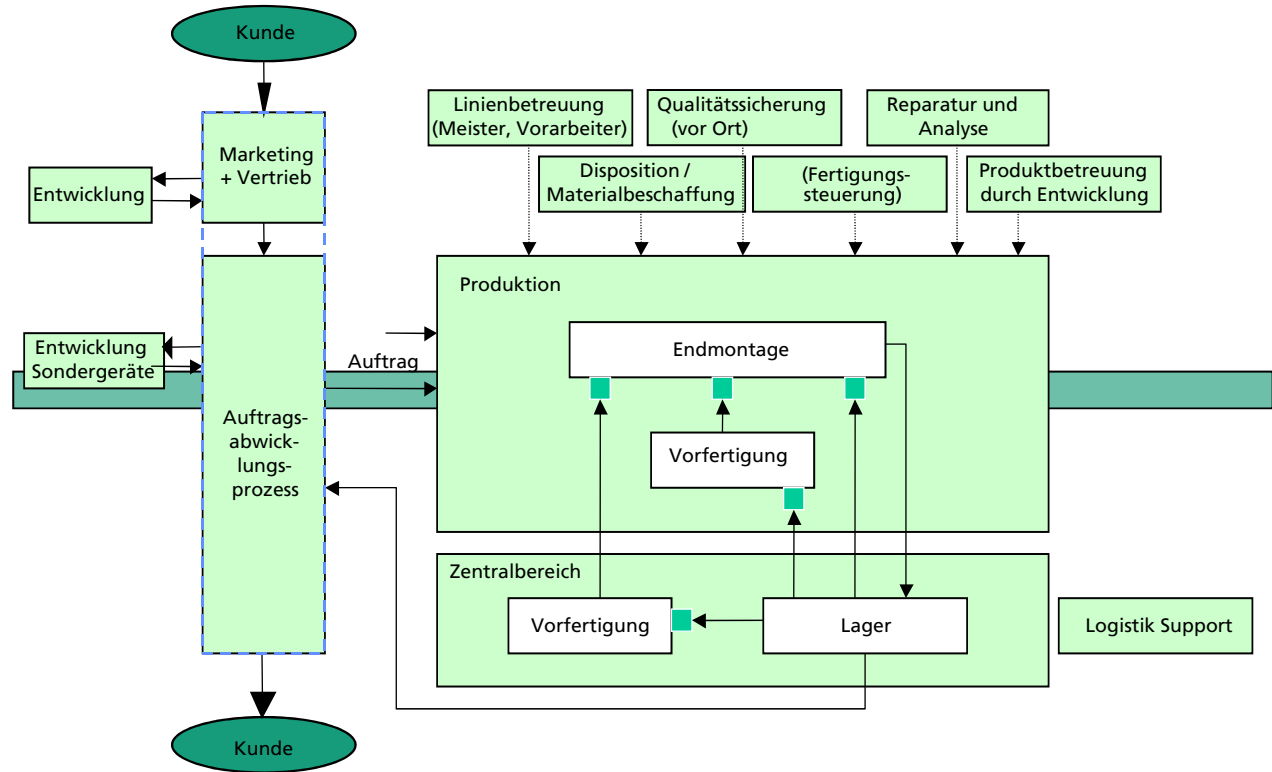 Kunde
Marketing
+ Vertrieb
Entwicklung
Linienbetreuung
(Meister, Vorarbeiter)
Qualitätssicherung
(vor Ort)
Reparatur und
Analyse
Disposition /
Materialbeschaffung
(Fertigungs-
steuerung)
Produktbetreuung
durch Entwicklung
Produktion
Entwicklung
Sondergeräte
Auftrag
Endmontage
Auftrags-
abwick-
lungs-
prozess
Vorfertigung
Zentralbereich
Vorfertigung
Lager
Logistik Support
Kunde